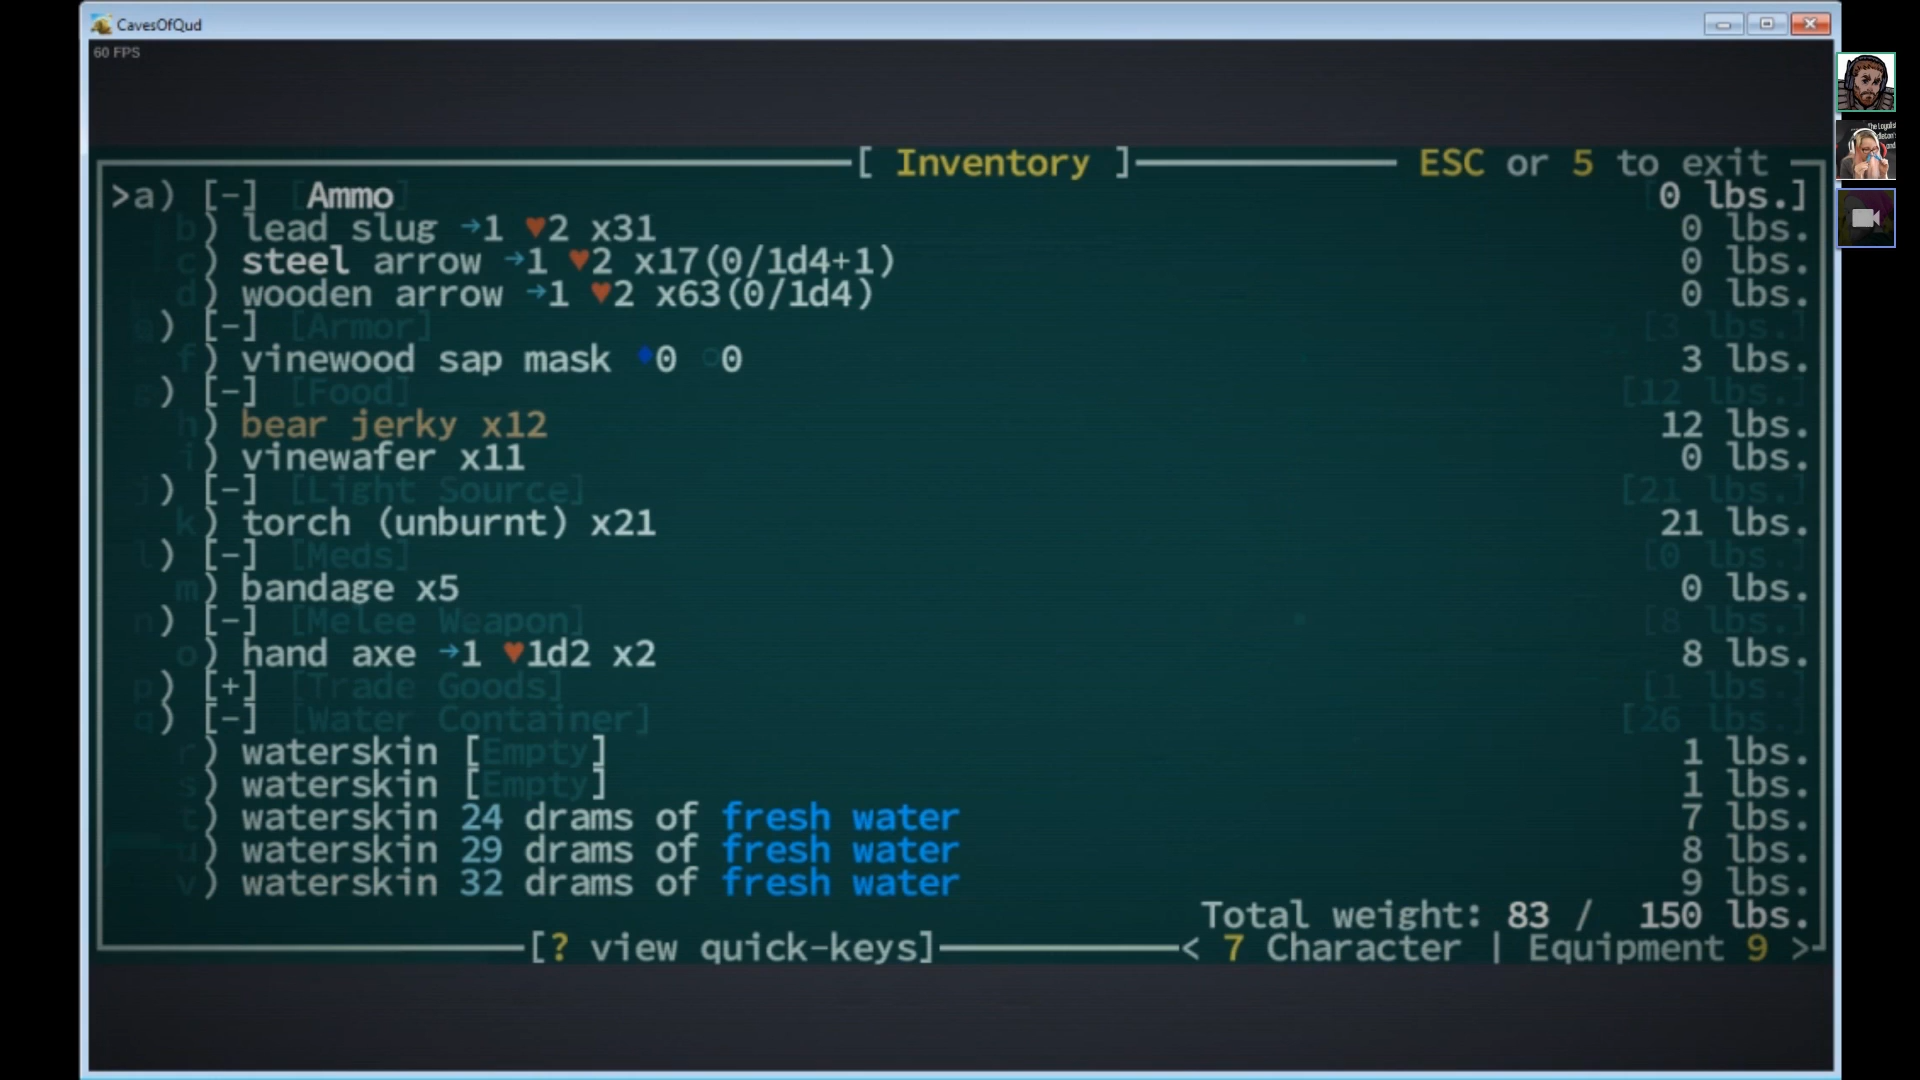 CavesOfQud
60 FPS
[ Inventory ] ESC or 5 to exit
>a) [-] [Ammo] [0 lbs.]
b) lead slug →1 ♥2 x31 0 lbs.
c) steel arrow →1 ♥2 x17(0/1d4+1) 0 lbs.
d) wooden arrow →1 ♥2 x63(0/1d4) 0 lbs.
e) [-] [Armor] [3 lbs.]
f) vinewood sap mask ♦0 ○0 3 lbs.
g) [-] [Food] [12 lbs.]
h) bear jerky x12 12 lbs.
i) vinewafer x11 0 lbs.
j) [-] [Light Source] [21 lbs.]
k) torch (unburnt) x21 21 lbs.
l) [-] [Meds] [0 lbs.]
m) bandage x5 0 lbs.
n) [-] [Melee Weapon] [8 lbs.]
o) hand axe →1 ♥1d2 x2 8 lbs.
p) [+] [Trade Goods] [1 lbs.]
q) [-] [Water Container] [26 lbs.]
r) waterskin [Empty] 1 lbs.
s) waterskin [Empty] 1 lbs.
t) waterskin 24 drams of fresh water 7 lbs.
u) waterskin 29 drams of fresh water 8 lbs.
v) waterskin 32 drams of fresh water 9 lbs.
Total weight: 83 / 150 lbs.
[? view quick-keys] < 7 Character | Equipment 9 >